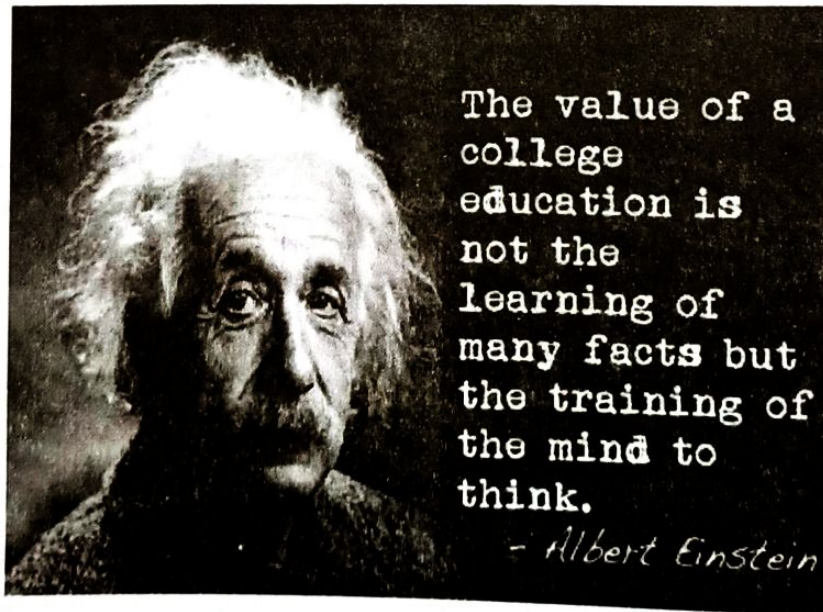 The value of a
college
education is
not the
learning of
many facts but
the training of
the mind to
think.
- Albert Einstein